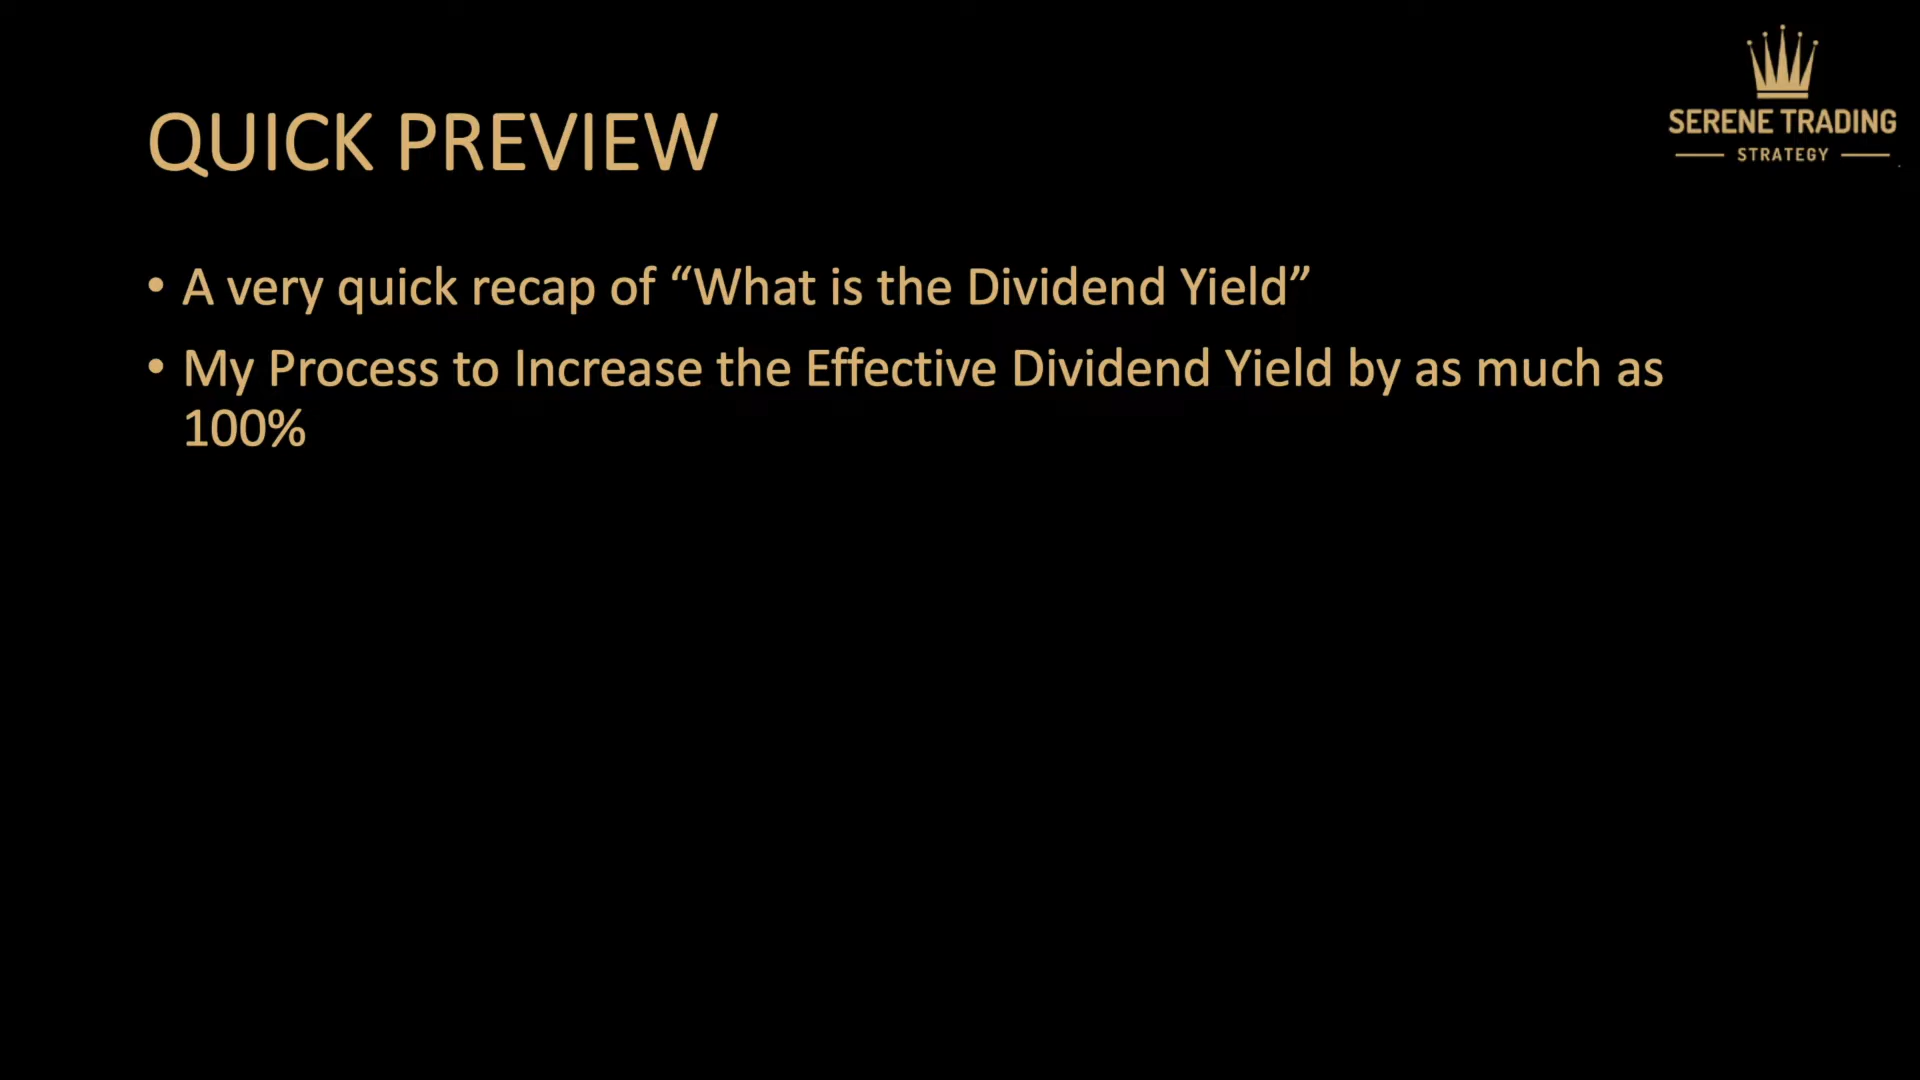 QUICK PREVIEW
SERENE TRADING
STRATEGY
• A very quick recap of “What is the Dividend Yield”
• My Process to Increase the Effective Dividend Yield by as much as
100%